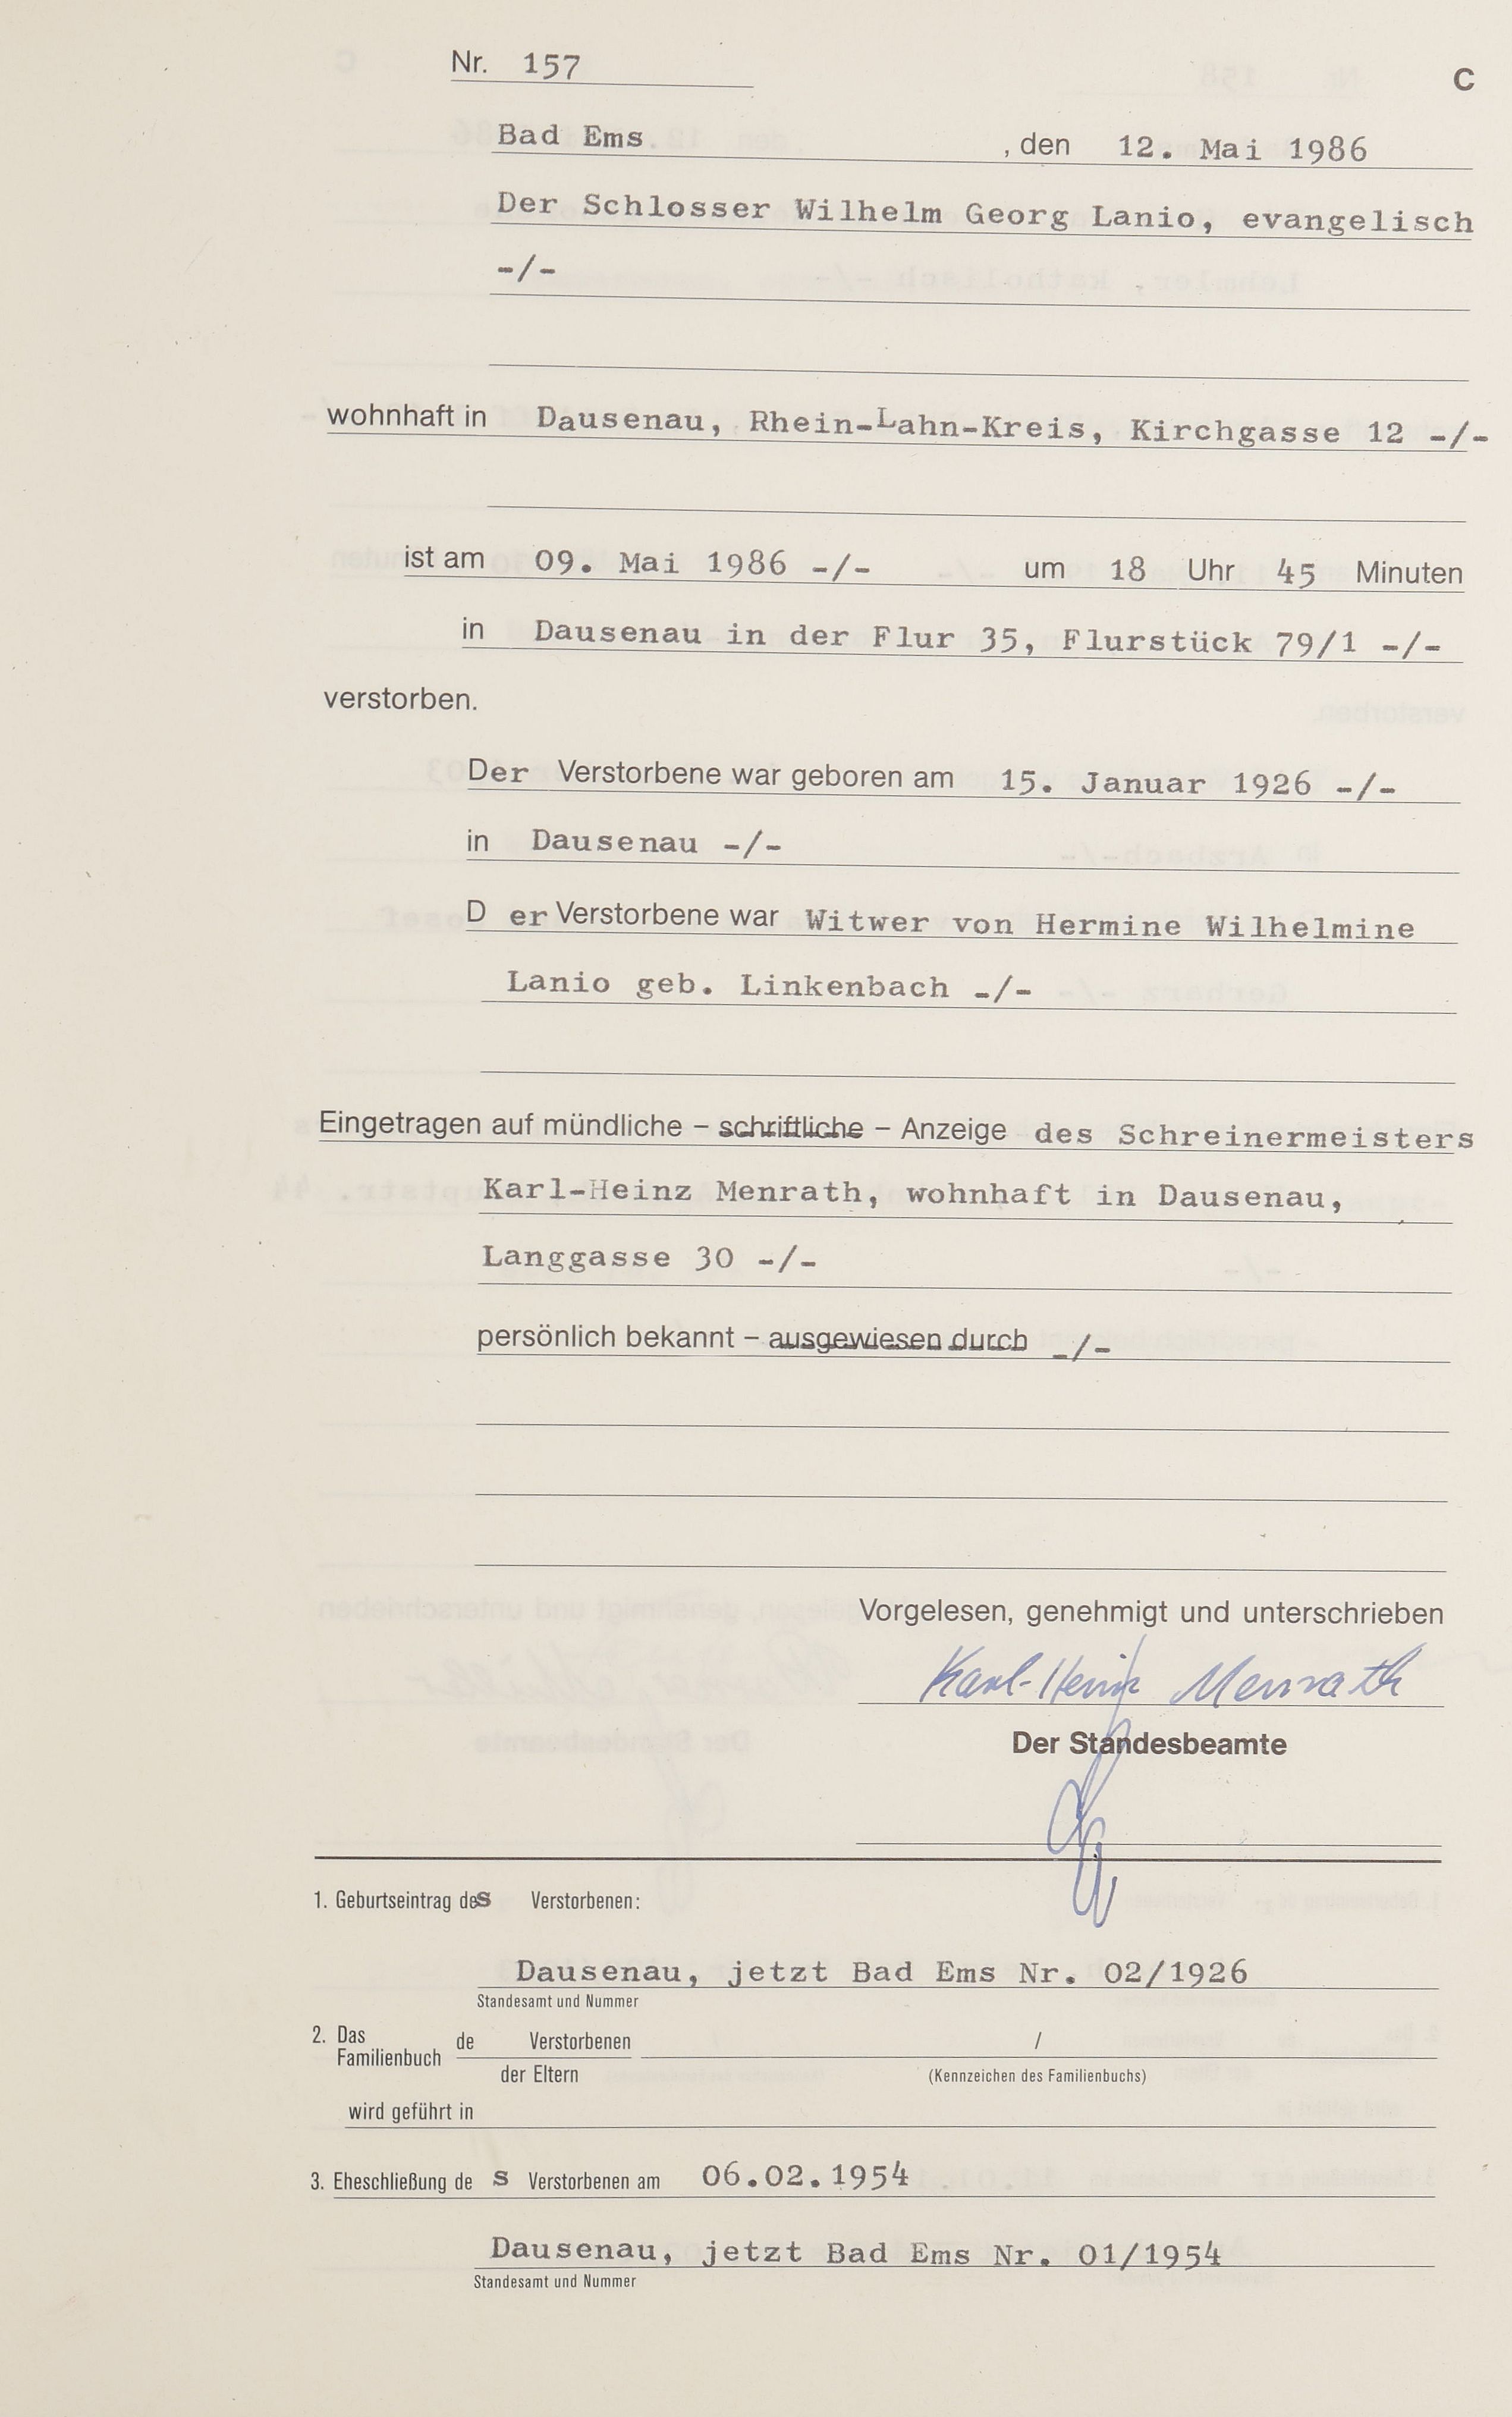 Nr. 157
C
Bad Ems , den 12. Mai 1986
Der Schlosser Wilhelm Georg Lanio, evangelisch
-/-
wohnhaft in Dausenau, Rhein-Lahn-Kreis, Kirchgasse 12 -/-
ist am 09. Mai 1986 -/- um 18 Uhr 45 Minuten
in Dausenau in der Flur 35, Flurstück 79/1 -/-
verstorben.
Der Verstorbene war geboren am 15. Januar 1926 -/-
in Dausenau -/-
D er Verstorbene war Witwer von Hermine Wilhelmine
Lanio geb. Linkenbach -/-
Eingetragen auf mündliche – schriftliche – Anzeige des Schreinermeisters
Karl-Heinz Menrath, wohnhaft in Dausenau,
Langgasse 30 -/-
persönlich bekannt – ausgewiesen durch -/-
Vorgelesen, genehmigt und unterschrieben
Karl-Heinz Menrath
Der Standesbeamte
1. Geburtseintrag des Verstorbenen:
Dausenau, jetzt Bad Ems Nr. 02/1926
Standesamt und Nummer
2. Das Familienbuch de Verstorbenen /
der Eltern (Kennzeichen des Familienbuchs)
wird geführt in
3. Eheschließung de s Verstorbenen am 06.02.1954
Dausenau, jetzt Bad Ems Nr. 01/1954
Standesamt und Nummer